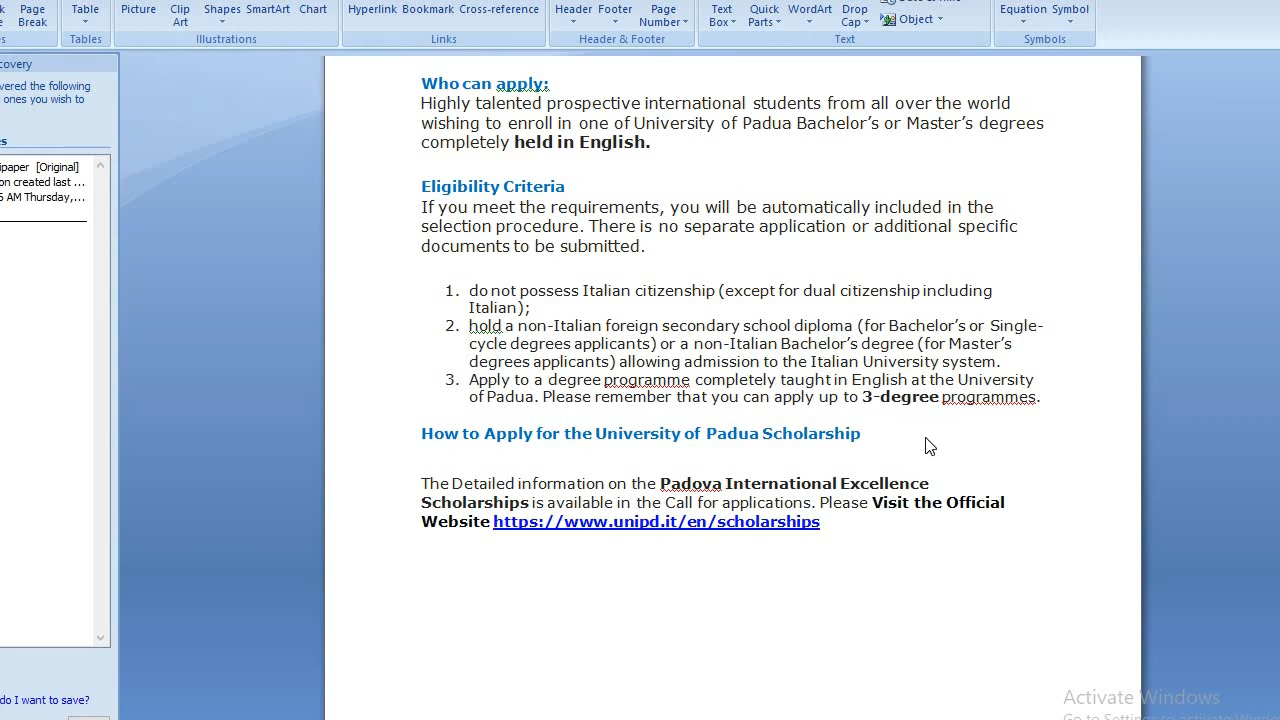 Page Break
Table
Picture
Clip Art
Shapes
SmartArt
Chart
Hyperlink
Bookmark
Cross-reference
Header
Footer
Page Number
Text Box
Quick Parts
WordArt
Drop Cap
Object
Equation
Symbol
Tables
Illustrations
Links
Header & Footer
Text
Symbols
overy
vered the following
ones you wish to
ipaper [Original]
on created last ...
AM Thursday,...
do I want to save?
Who can apply:
Highly talented prospective international students from all over the world
wishing to enroll in one of University of Padua Bachelor’s or Master’s degrees
completely held in English.
Eligibility Criteria
If you meet the requirements, you will be automatically included in the
selection procedure. There is no separate application or additional specific
documents to be submitted.
1. do not possess Italian citizenship (except for dual citizenship including
Italian);
2. hold a non-Italian foreign secondary school diploma (for Bachelor’s or Single-
cycle degrees applicants) or a non-Italian Bachelor’s degree (for Master’s
degrees applicants) allowing admission to the Italian University system.
3. Apply to a degree programme completely taught in English at the University
of Padua. Please remember that you can apply up to 3-degree programmes.
How to Apply for the University of Padua Scholarship
The Detailed information on the Padova International Excellence
Scholarships is available in the Call for applications. Please Visit the Official
Website https://www.unipd.it/en/scholarships
Activate Windows